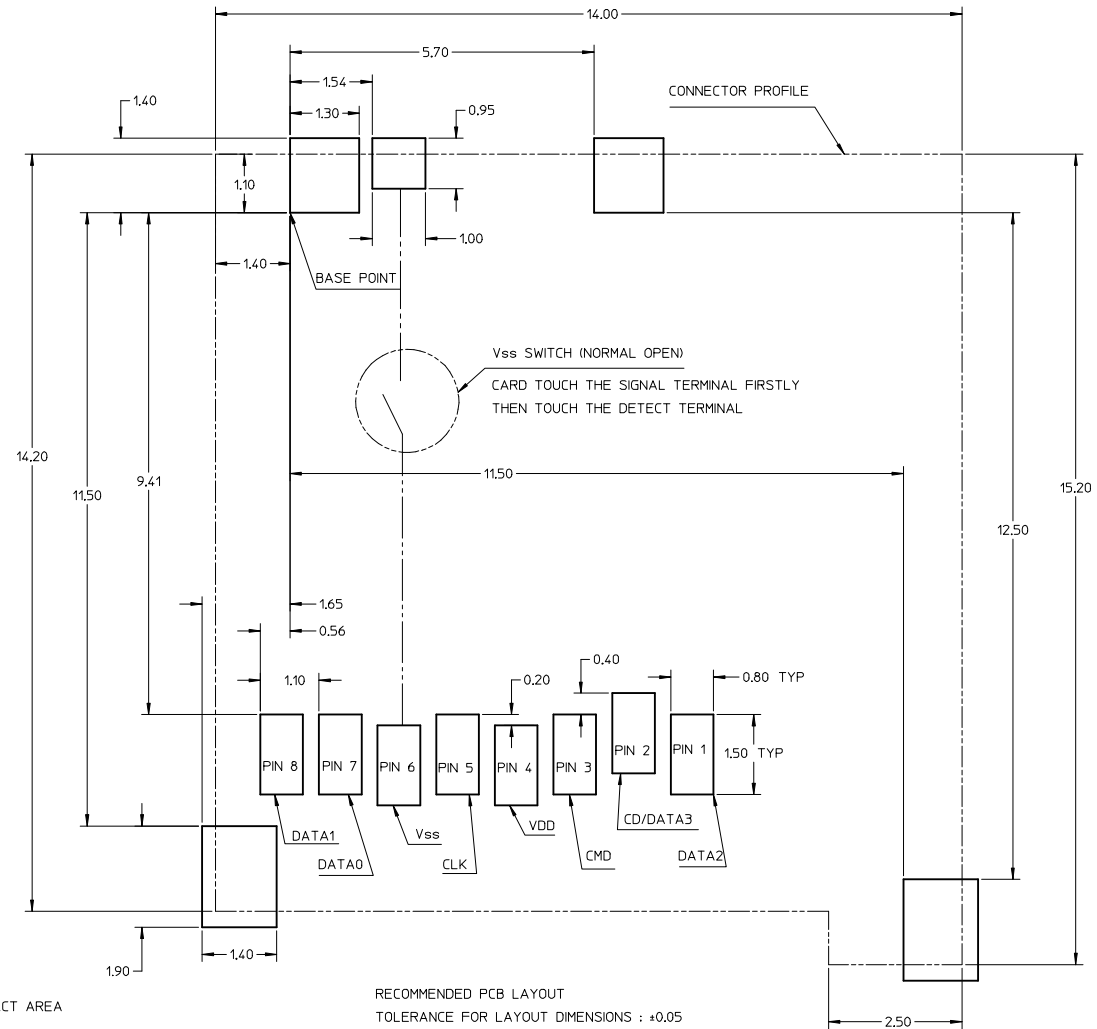 14.00
5.70
1.54
1.40
1.30
0.95
CONNECTOR PROFILE
1.10
1.00
1.40
BASE POINT
Vss SWITCH (NORMAL OPEN)
CARD TOUCH THE SIGNAL TERMINAL FIRSTLY
THEN TOUCH THE DETECT TERMINAL
14.20
11.50
9.41
11.50
15.20
12.50
1.65
0.56
1.10
0.20
0.40
0.80 TYP
1.50 TYP
PIN 8
PIN 7
PIN 6
PIN 5
PIN 4
PIN 3
PIN 2
PIN 1
DATA1
DATA0
Vss
CLK
VDD
CMD
CD/DATA3
DATA2
1.90
1.40
CT AREA
RECOMMENDED PCB LAYOUT
TOLERANCE FOR LAYOUT DIMENSIONS : ±0.05
2.50